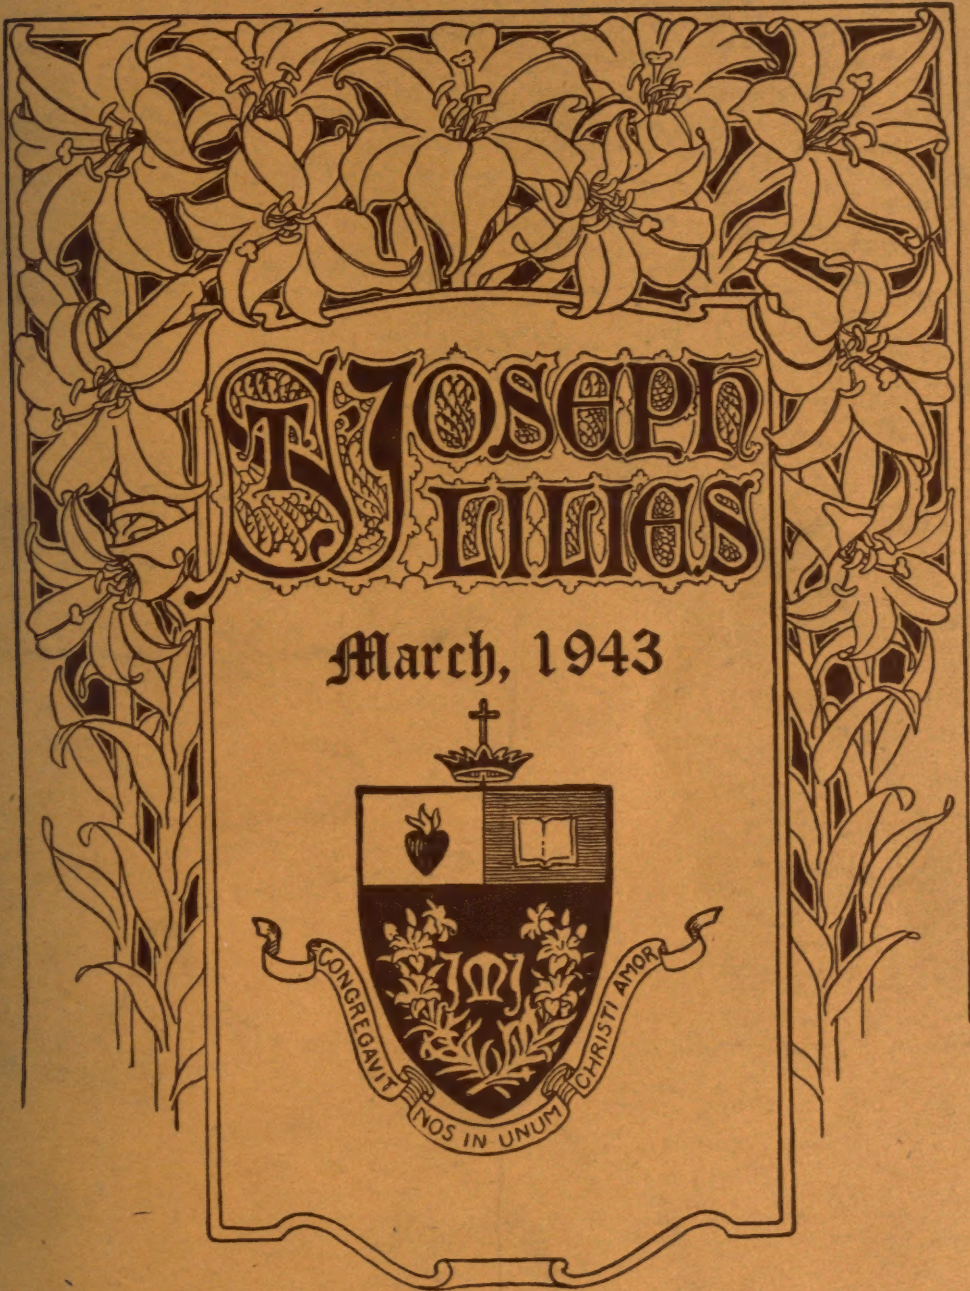 ST JOSEPH
LILIES
March, 1943
JMJ
CONGREGAVIT NOS IN UNUM CHRISTI AMOR